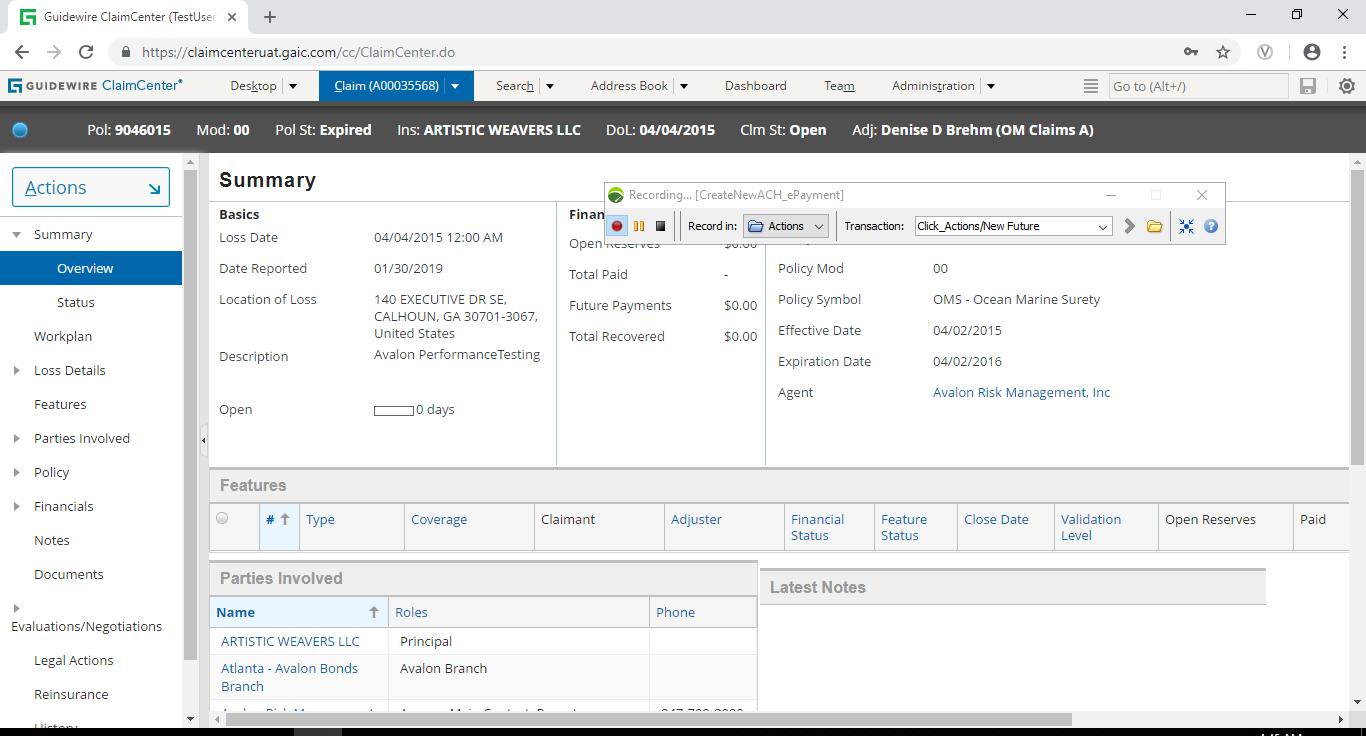 Guidewire ClaimCenter (TestUser
https://claimcenteruat.gaic.com/cc/ClaimCenter.do
GUIDEWIRE ClaimCenter®
Desktop
Claim (A00035568)
Search
Address Book
Dashboard
Team
Administration
Go to (Alt+/)
Pol: 9046015 Mod: 00 Pol St: Expired Ins: ARTISTIC WEAVERS LLC DoL: 04/04/2015 Clm St: Open Adj: Denise D Brehm (OM Claims A)
Actions
Summary
Overview
Status
Workplan
Loss Details
Features
Parties Involved
Policy
Financials
Notes
Documents
Evaluations/Negotiations
Legal Actions
Reinsurance
History
Summary
Recording... [CreateNewACH_ePayment]
Record in: Actions Transaction: Click_Actions/New Future
Basics
Loss Date 04/04/2015 12:00 AM
Date Reported 01/30/2019
Location of Loss 140 EXECUTIVE DR SE,
CALHOUN, GA 30701-3067,
United States
Description Avalon PerformanceTesting
Open 0 days
Finan
Open Reserves $0.00
Total Paid -
Future Payments $0.00
Total Recovered $0.00
Policy Mod 00
Policy Symbol OMS - Ocean Marine Surety
Effective Date 04/02/2015
Expiration Date 04/02/2016
Agent Avalon Risk Management, Inc
Features
# Type Coverage Claimant Adjuster Financial Status Feature Status Close Date Validation Level Open Reserves Paid
Parties Involved
Name Roles Phone
ARTISTIC WEAVERS LLC Principal
Atlanta - Avalon Bonds Avalon Branch
Branch
Latest Notes